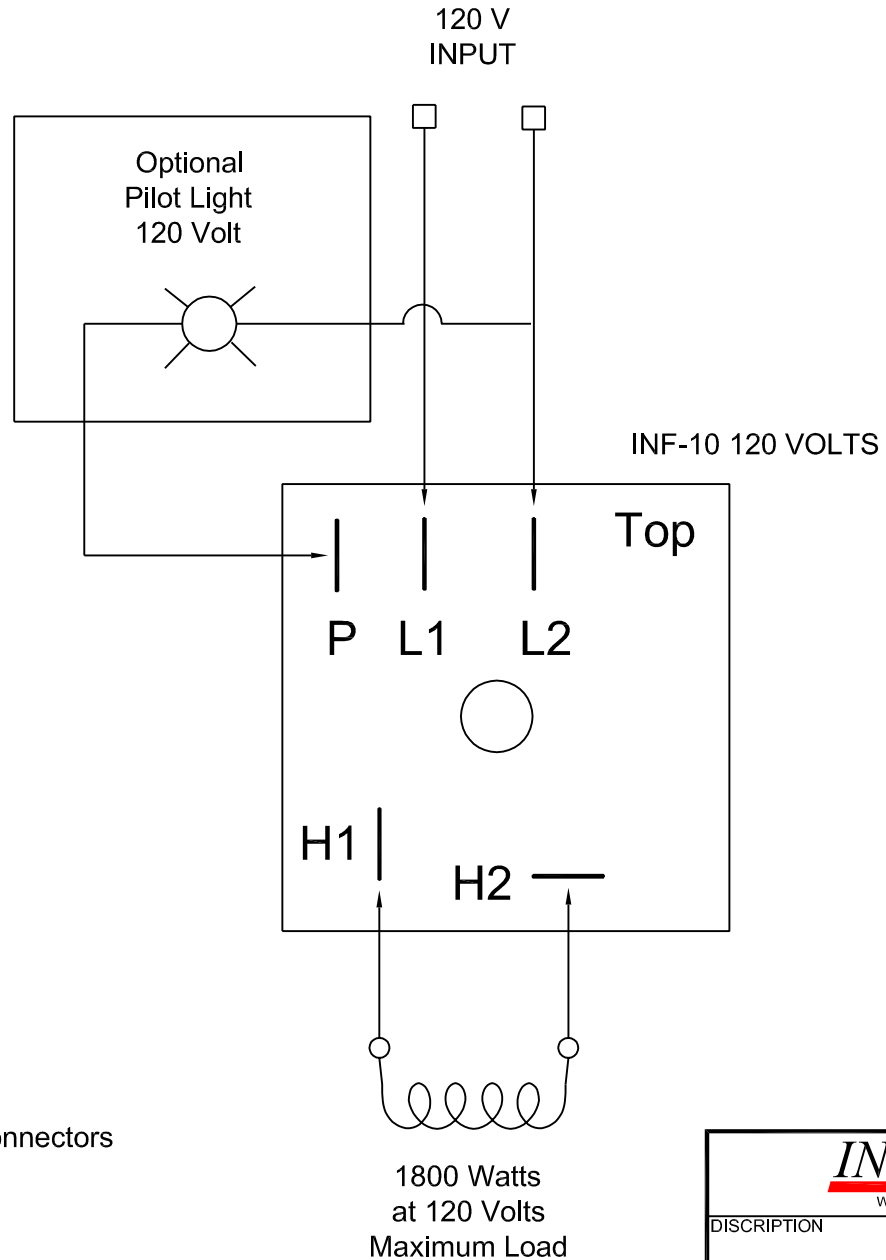 120 V
INPUT
Optional
Pilot Light
120 Volt
INF-10 120 VOLTS
Top
P L1 L2
H1
H2
1800 Watts
at 120 Volts
Maximum Load
DISCRIPTION